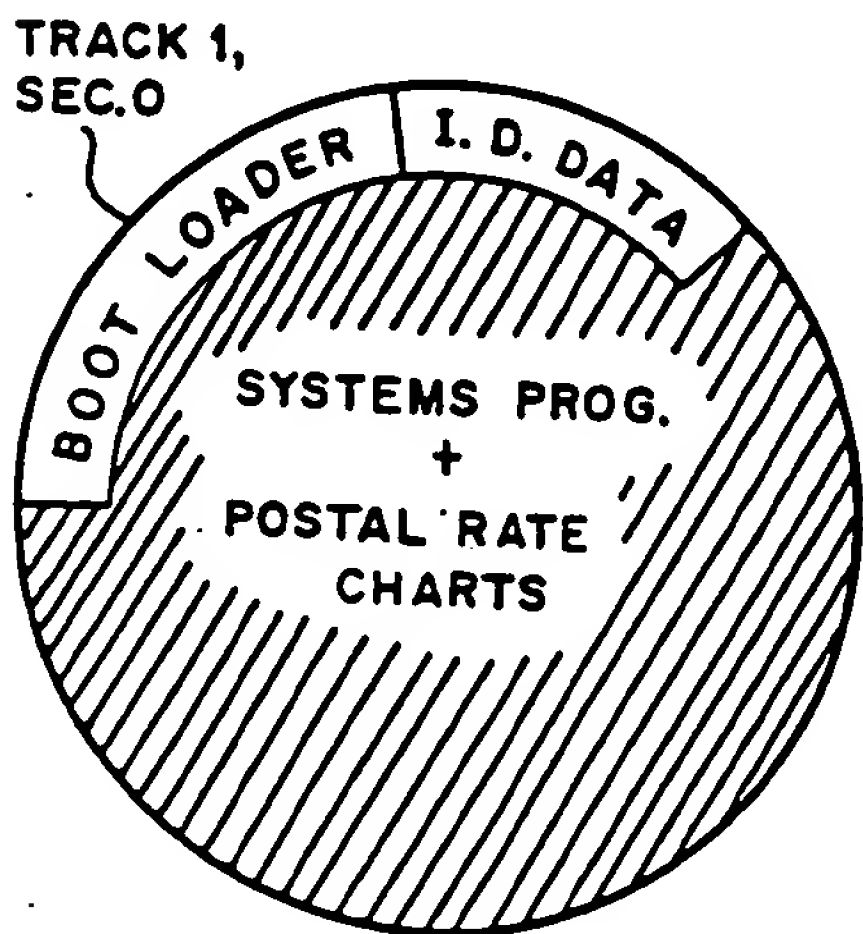 TRACK 1,
SEC.0
BOOT LOADER
I. D. DATA
SYSTEMS PROG.
+
POSTAL RATE
CHARTS